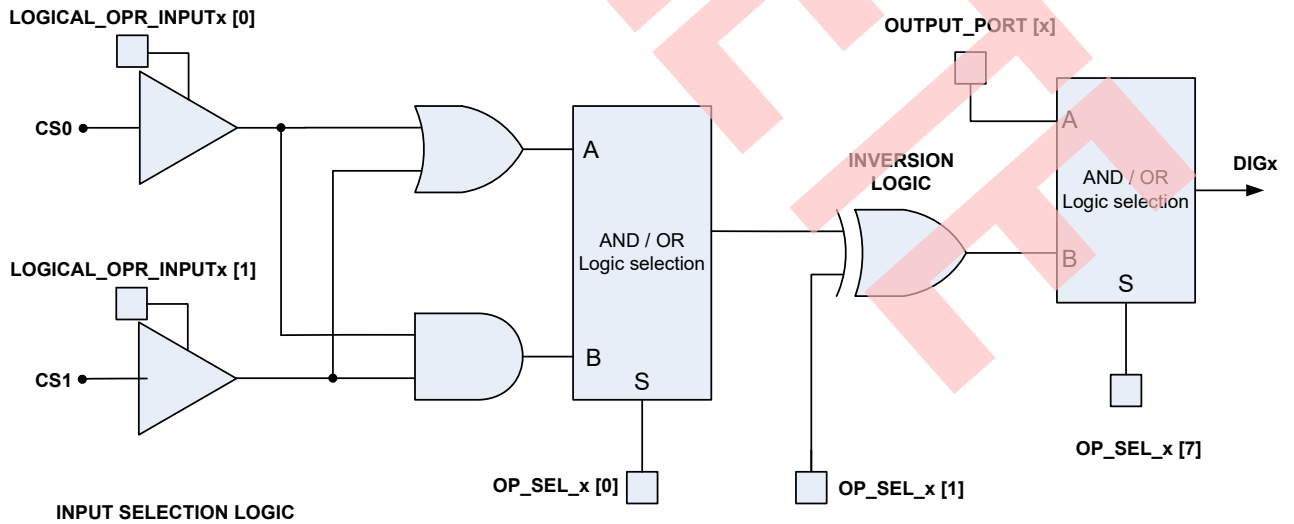 LOGICAL_OPR_INPUTx [0]
OUTPUT_PORT [x]
CS0
A
A
INVERSION
LOGIC
DIGx
AND / OR
Logic selection
AND / OR
Logic selection
LOGICAL_OPR_INPUTx [1]
B
S
B
CS1
S
OP_SEL_x [7]
OP_SEL_x [0]
OP_SEL_x [1]
INPUT SELECTION LOGIC